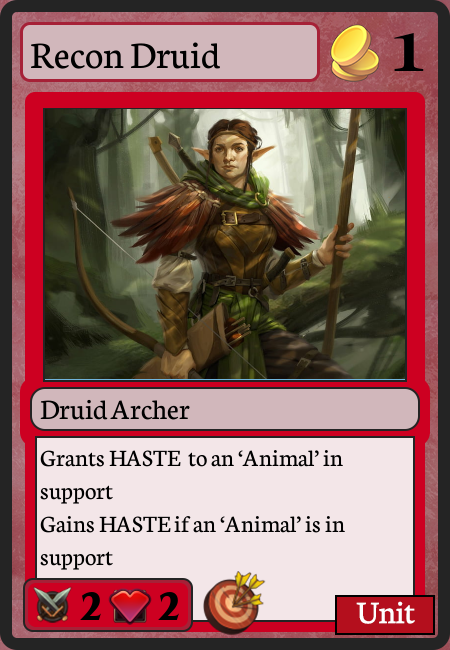 Recon Druid
1
Druid Archer
Grants HASTE to an ‘Animal’ in
support
Gains HASTE if an ‘Animal’ is in
support
2 2
Unit